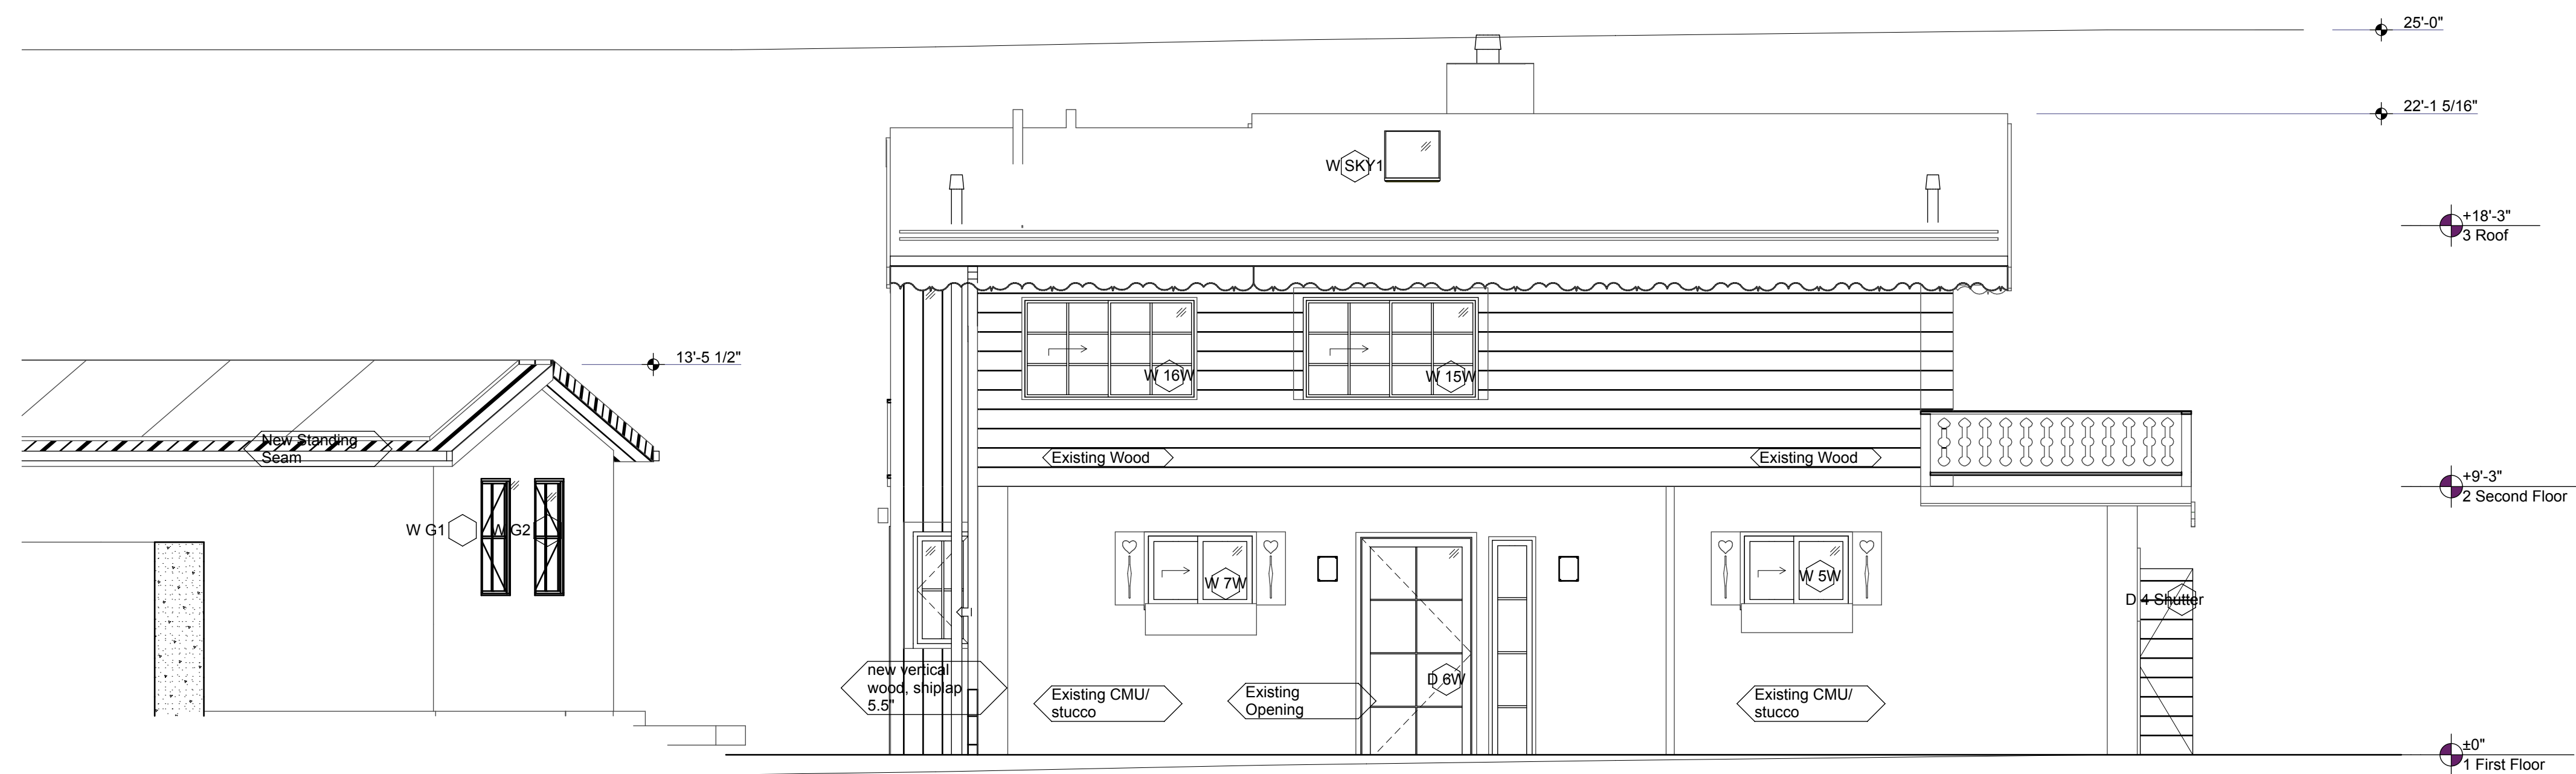 25'-0"
22'-1 5/16"
W SKY1
+18'-3"
3 Roof
13'-5 1/2"
W 16W
W 15W
New Standing
Seam
Existing Wood
Existing Wood
+9'-3"
2 Second Floor
W G1
W G2
W 7W
W 5W
D 4 Shutter
new vertical
wood, shiplap
5.5"
Existing CMU/
stucco
Existing
Opening
D 6W
Existing CMU/
stucco
±0"
1 First Floor